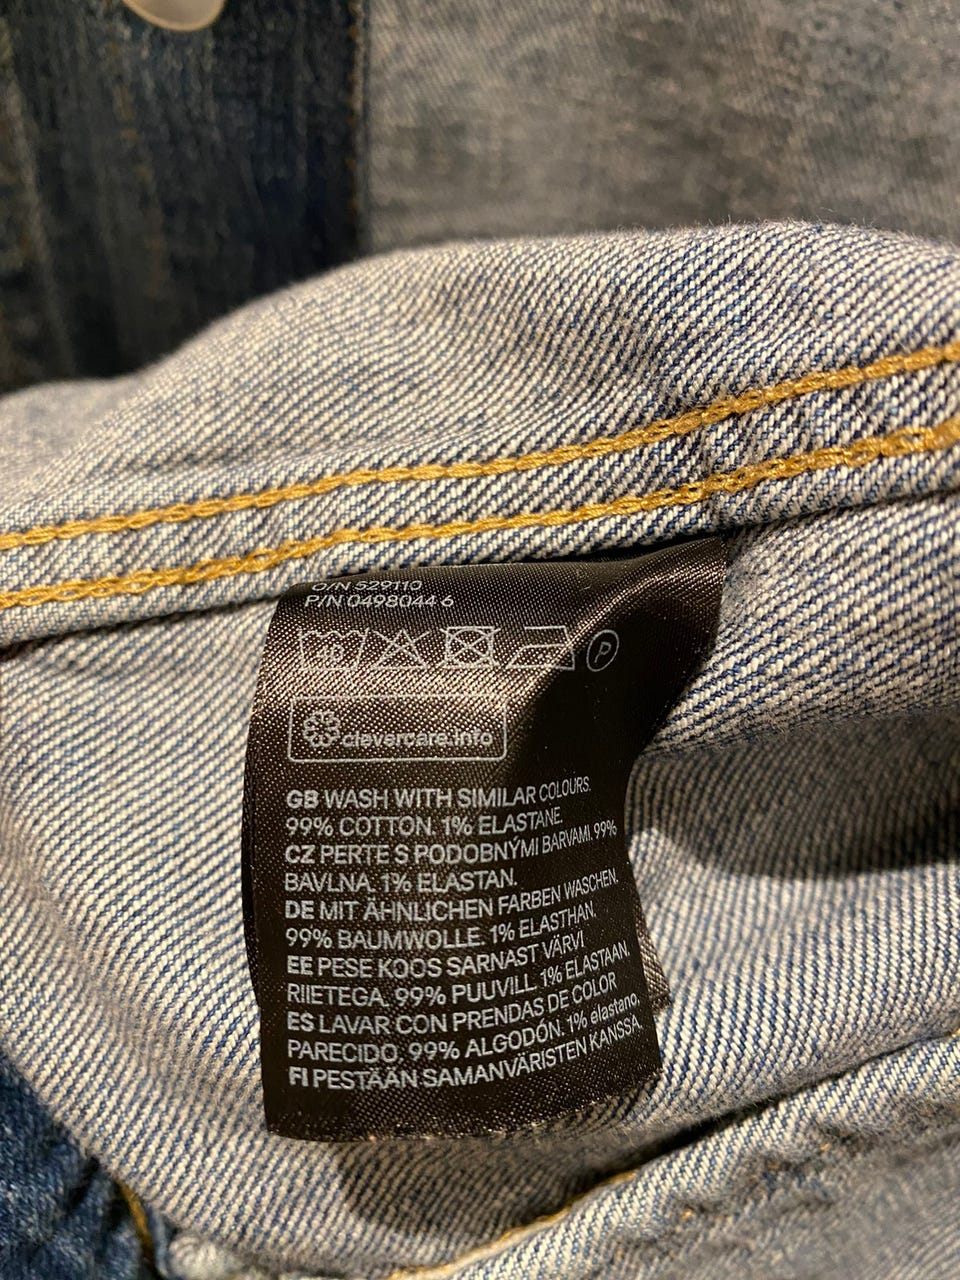 O/N 529110
P/N 0498044 6
P
clevercare.info
GB WASH WITH SIMILAR COLOURS.
99% COTTON. 1% ELASTANE.
CZ PERTE S PODOBNÝMI BARVAMI. 99%
BAVLNA. 1% ELASTAN.
DE MIT ÄHNLICHEN FARBEN WASCHEN.
99% BAUMWOLLE. 1% ELASTHAN.
EE PESE KOOS SARNAST VÄRVI
RIIETEGA. 99% PUUVILL. 1% ELASTAAN.
ES LAVAR CON PRENDAS DE COLOR
PARECIDO. 99% ALGODÓN. 1% elastano.
FI PESTÄÄN SAMANVÄRISTEN KANSSA.